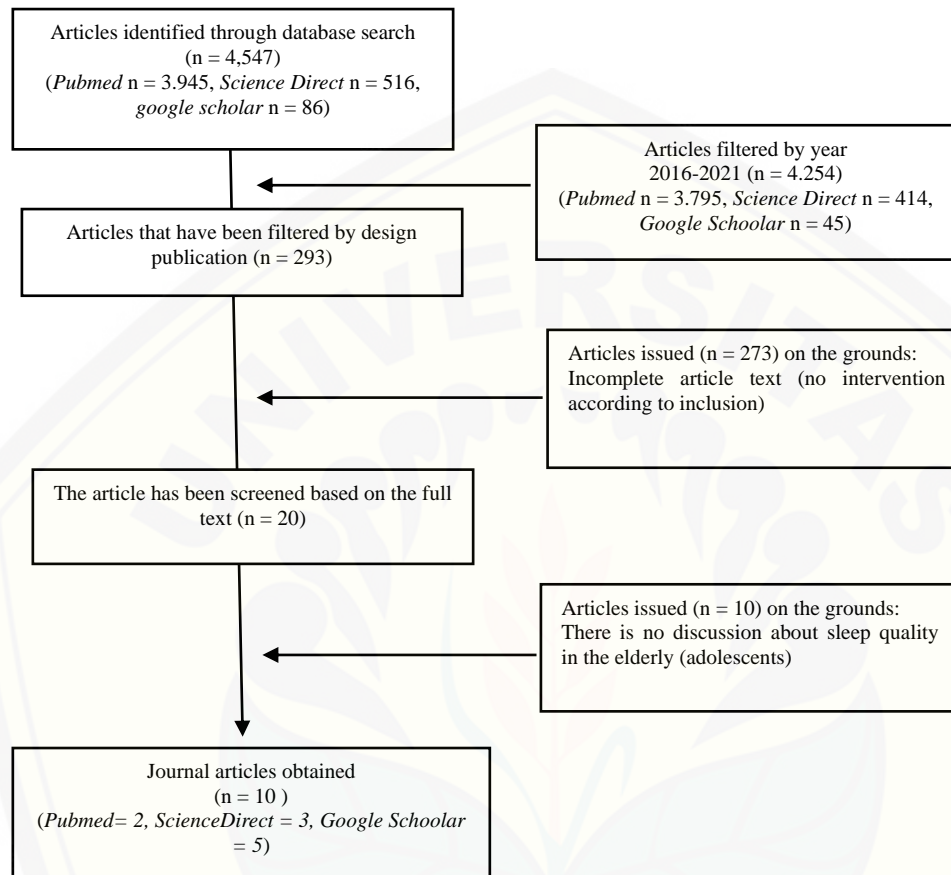 Articles identified through database search
(n = 4,547)
(Pubmed n = 3.945, Science Direct n = 516,
google scholar n = 86)
Articles filtered by year
2016-2021 (n = 4.254)
(Pubmed n = 3.795, Science Direct n = 414,
Google Schoolar n = 45)
Articles that have been filtered by design
publication (n = 293)
Articles issued (n = 273) on the grounds:
Incomplete article text (no intervention
according to inclusion)
The article has been screened based on the full
text (n = 20)
Articles issued (n = 10) on the grounds:
There is no discussion about sleep quality
in the elderly (adolescents)
Journal articles obtained
(n = 10 )
(Pubmed= 2, ScienceDirect = 3, Google Schoolar
= 5)
UNIVERSITAS